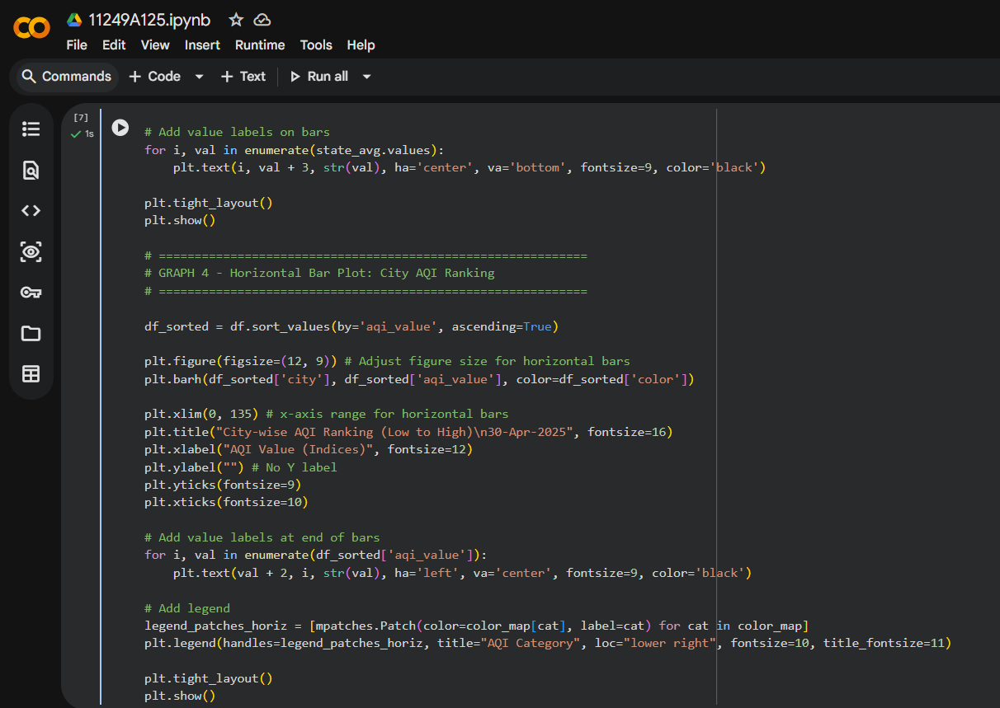 11249A125.ipynb
File Edit View Insert Runtime Tools Help
Commands + Code + Text Run all
[7]
1s
# Add value labels on bars
for i, val in enumerate(state_avg.values):
    plt.text(i, val + 3, str(val), ha='center', va='bottom', fontsize=9, color='black')
plt.tight_layout()
plt.show()
# ============================================================
# GRAPH 4 - Horizontal Bar Plot: City AQI Ranking
# ============================================================
df_sorted = df.sort_values(by='aqi_value', ascending=True)
plt.figure(figsize=(12, 9)) # Adjust figure size for horizontal bars
plt.barh(df_sorted['city'], df_sorted['aqi_value'], color=df_sorted['color'])
plt.xlim(0, 135) # x-axis range for horizontal bars
plt.title("City-wise AQI Ranking (Low to High)\n30-Apr-2025", fontsize=16)
plt.xlabel("AQI Value (Indices)", fontsize=12)
plt.ylabel("") # No Y label
plt.yticks(fontsize=9)
plt.xticks(fontsize=10)
# Add value labels at end of bars
for i, val in enumerate(df_sorted['aqi_value']):
    plt.text(val + 2, i, str(val), ha='left', va='center', fontsize=9, color='black')
# Add legend
legend_patches_horiz = [mpatches.Patch(color=color_map[cat], label=cat) for cat in color_map]
plt.legend(handles=legend_patches_horiz, title="AQI Category", loc="lower right", fontsize=10, title_fontsize=11)
plt.tight_layout()
plt.show()